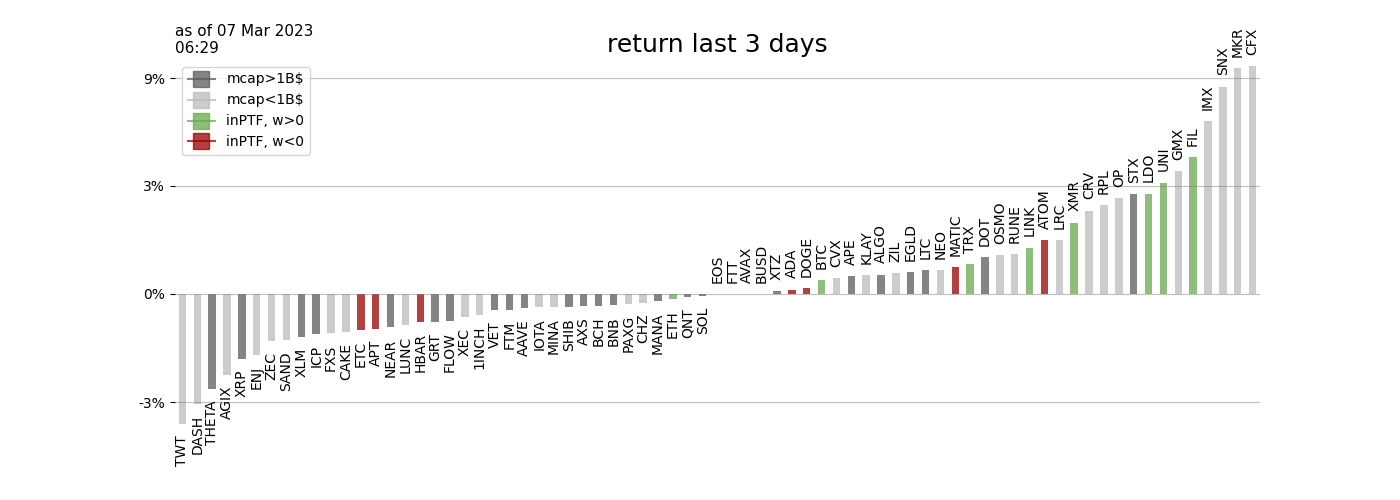 as of 07 Mar 2023
06:29
return last 3 days
mcap>1B$
mcap<1B$
inPTF, w>0
inPTF, w<0
9%
3%
0%
-3%
TWT
DASH
THETA
AGIX
XRP
ENJ
ZEC
SAND
XLM
ICP
FXS
CAKE
ETC
APT
NEAR
LUNC
HBAR
GRT
FLOW
XEC
1INCH
VET
FTM
AAVE
IOTA
MINA
SHIB
AXS
BCH
BNB
PAXG
CHZ
MANA
ETH
QNT
SOL
EOS
FTT
AVAX
BUSD
XTZ
ADA
DOGE
BTC
CVX
APE
KLAY
ALGO
ZIL
EGLD
LTC
NEO
MATIC
TRX
DOT
OSMO
RUNE
LINK
ATOM
LRC
XMR
CRV
RPL
OP
STX
LDO
UNI
GMX
FIL
IMX
SNX
MKR
CFX